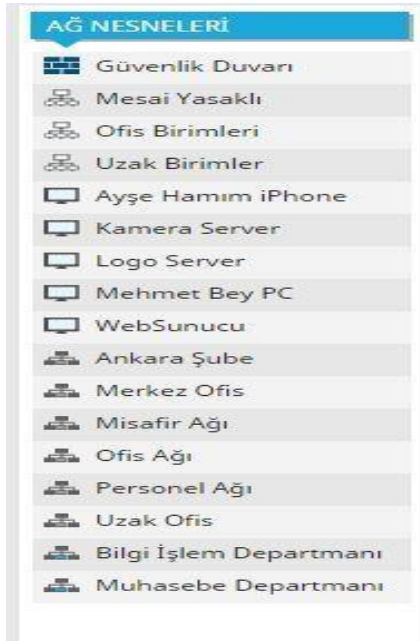 AĞ NESNELERİ
Güvenlik Duvarı
Mesai Yasaklı
Ofis Birimleri
Uzak Birimler
Ayşe Hamım iPhone
Kamera Server
Logo Server
Mehmet Bey PC
WebSunucu
Ankara Şube
Merkez Ofis
Misafir Ağı
Ofis Ağı
Personel Ağı
Uzak Ofis
Bilgi İşlem Departmanı
Muhasebe Departmanı